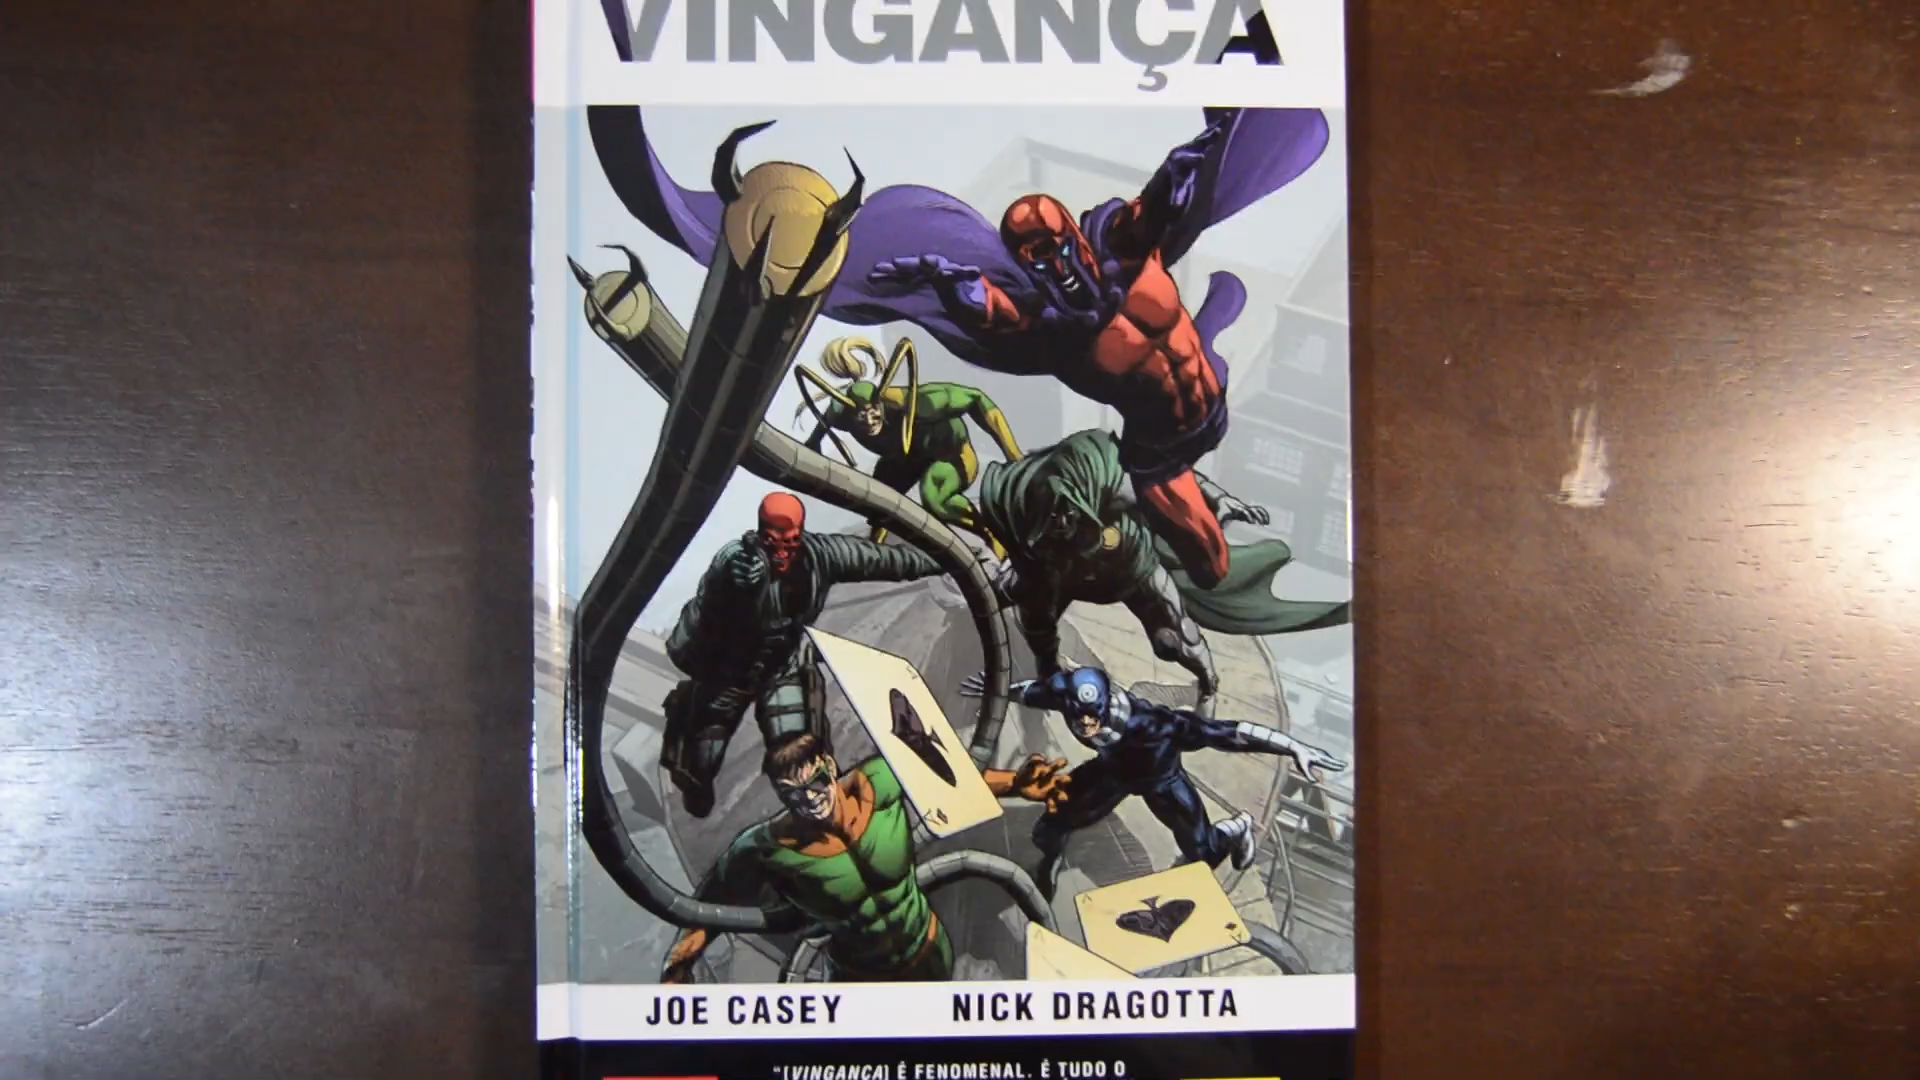 VINGANÇA
JOE CASEY NICK DRAGOTTA
"[VINGANÇA] É FENOMENAL. É TUDO O